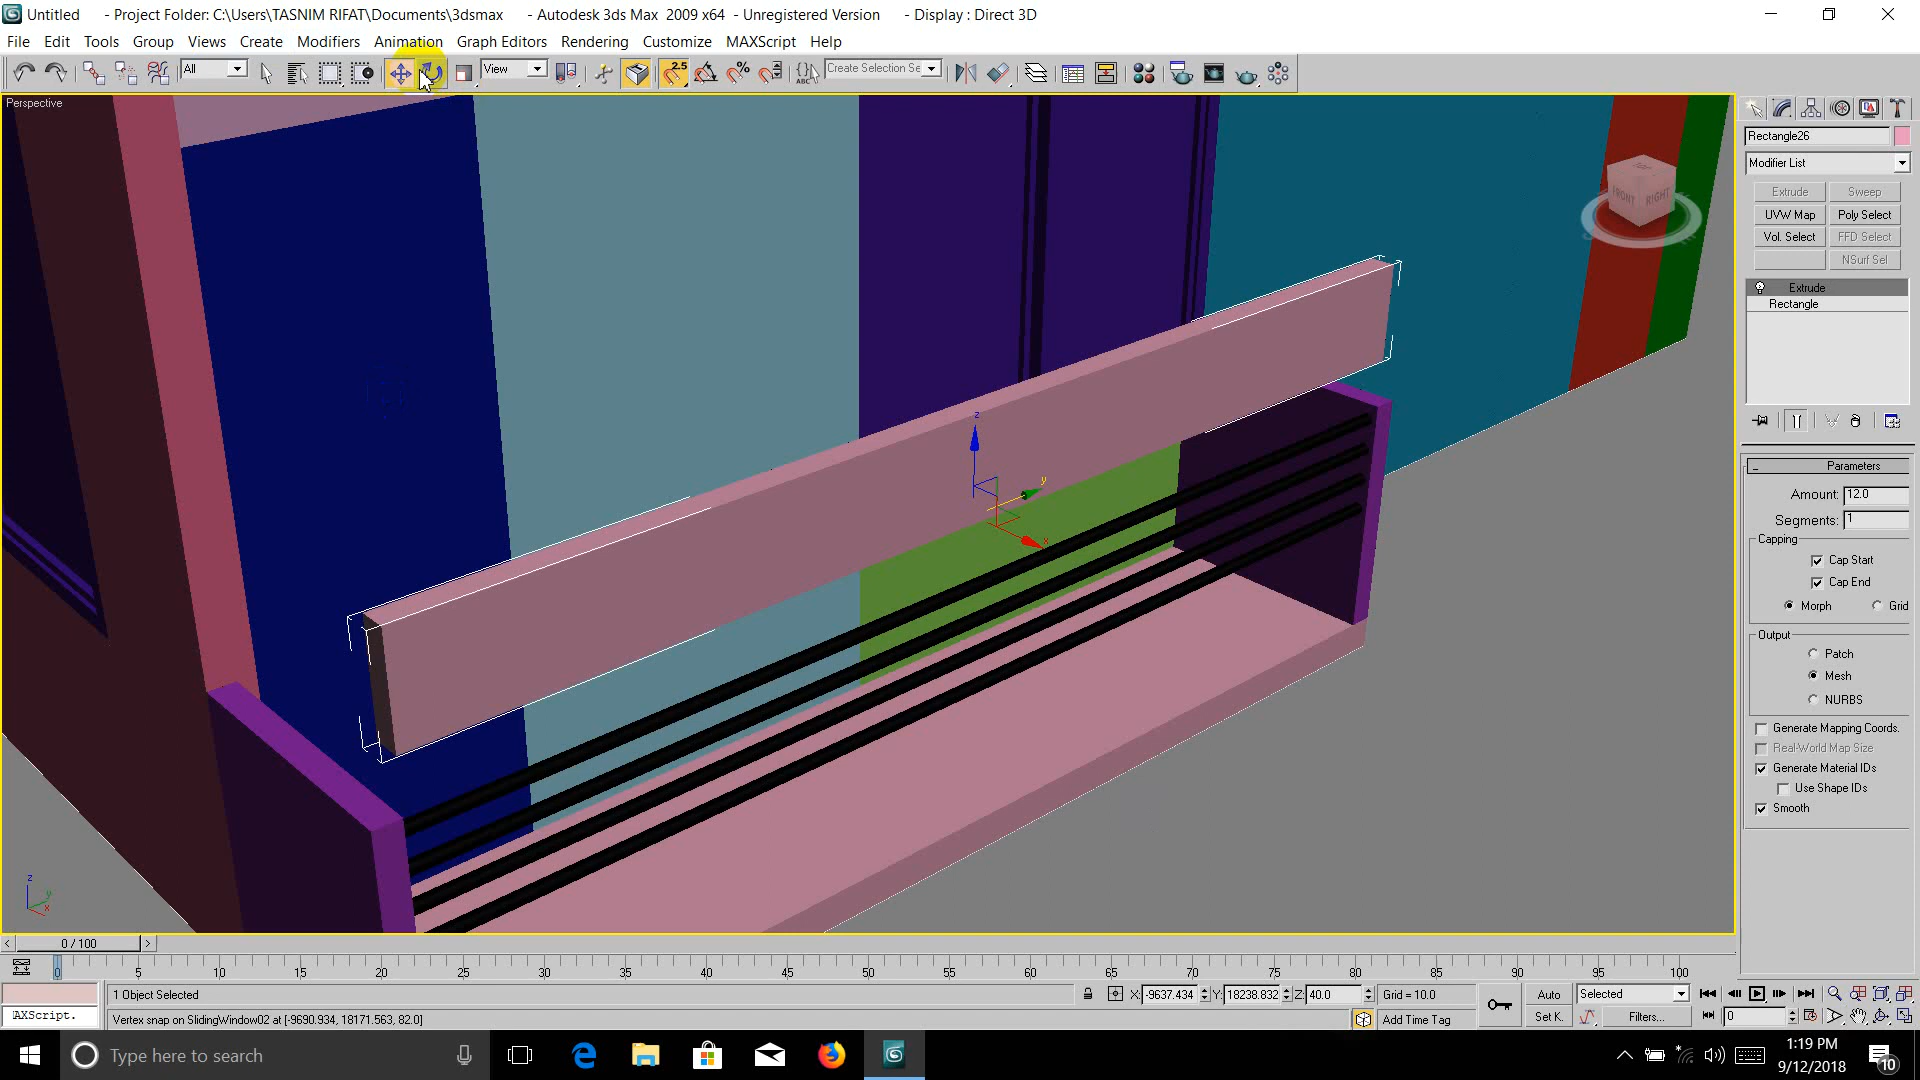 Untitled - Project Folder: C:\Users\TASNIM RIFAT\Documents\3dsmax - Autodesk 3ds Max 2009 x64 - Unregistered Version - Display : Direct 3D
File Edit Tools Group Views Create Modifiers Animation Graph Editors Rendering Customize MAXScript Help
All View 2.5 % ABC Create Selection Se
Perspective
Rectangle26
Modifier List
Extrude Sweep
UVW Map Poly Select
Vol. Select FFD Select
NSurf Sel
Extrude
Rectangle
TOP FRONT RIGHT
z y x
Parameters
Amount: 12.0
Segments: 1
Capping
Cap Start
Cap End
Morph Grid
Output
Patch
Mesh
NURBS
Generate Mapping Coords.
Real-World Map Size
Generate Material IDs
Use Shape IDs
Smooth
z y x
0 / 100
0 5 10 15 20 25 30 35 40 45 50 55 60 65 70 75 80 85 90 95 100
1 Object Selected X: -9637.434 Y: 18238.832 Z: 40.0 Grid = 10.0 Auto Selected
AXScript. Vertex snap on SlidingWindow02 at [-9690.934, 18171.563, 82.0] Add Time Tag Set K. Filters... 0
Type here to search
1:19 PM
9/12/2018
10